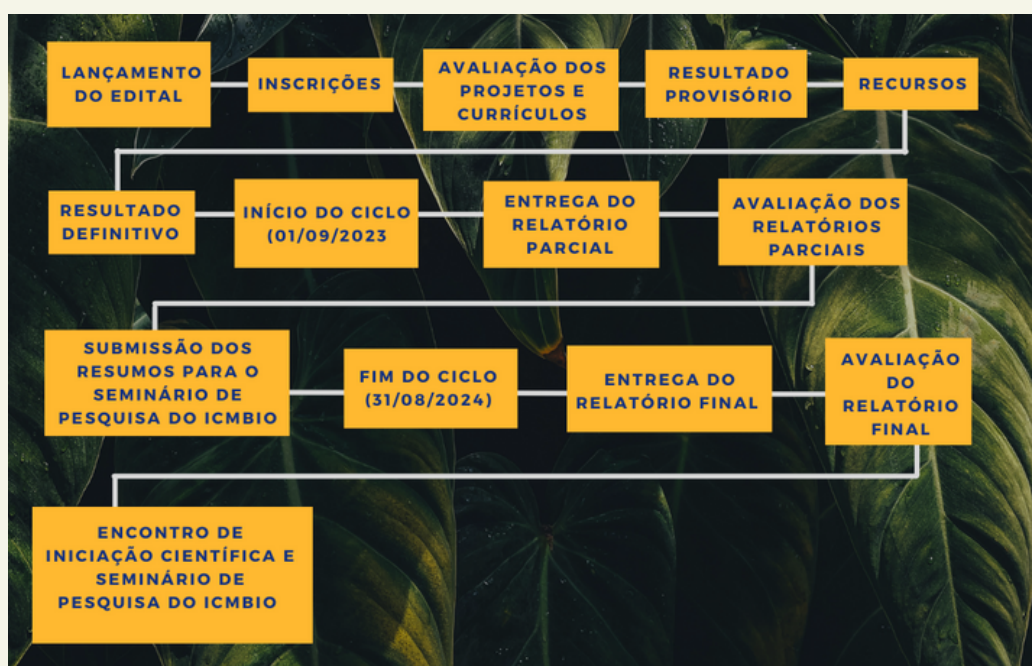 LANÇAMENTO
DO EDITAL
INSCRIÇÕES
AVALIAÇÃO DOS
PROJETOS E
CURRÍCULOS
RESULTADO
PROVISÓRIO
RECURSOS
RESULTADO
DEFINITIVO
INÍCIO DO CICLO
(01/09/2023
ENTREGA DO
RELATÓRIO
PARCIAL
AVALIAÇÃO DOS
RELATÓRIOS
PARCIAIS
SUBMISSÃO DOS
RESUMOS PARA O
SEMINÁRIO DE
PESQUISA DO ICMBIO
FIM DO CICLO
(31/08/2024)
ENTREGA DO
RELATÓRIO FINAL
AVALIAÇÃO
DO
RELATÓRIO
FINAL
ENCONTRO DE
INICIAÇÃO CIENTÍFICA E
SEMINÁRIO DE
PESQUISA DO ICMBIO